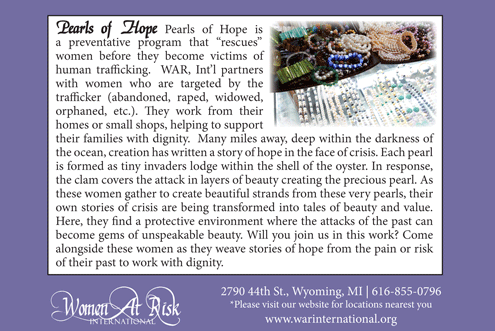 Pearls of Hope Pearls of Hope is
a preventative program that “rescues”
women before they become victims of
human trafficking. WAR, Int’l partners
with women who are targeted by the
trafficker (abandoned, raped, widowed,
orphaned, etc.). They work from their
homes or small shops, helping to support
their families with dignity. Many miles away, deep within the darkness of
the ocean, creation has written a story of hope in the face of crisis. Each pearl
is formed as tiny invaders lodge within the shell of the oyster. In response,
the clam covers the attack in layers of beauty creating the precious pearl. As
these women gather to create beautiful strands from these very pearls, their
own stories of crisis are being transformed into tales of beauty and value.
Here, they find a protective environment where the attacks of the past can
become gems of unspeakable beauty. Will you join us in this work? Come
alongside these women as they weave stories of hope from the pain or risk
of their past to work with dignity.
Women At Risk
INTERNATIONAL
2790 44th St., Wyoming, MI | 616-855-0796
*Please visit our website for locations nearest you
www.warinternational.org